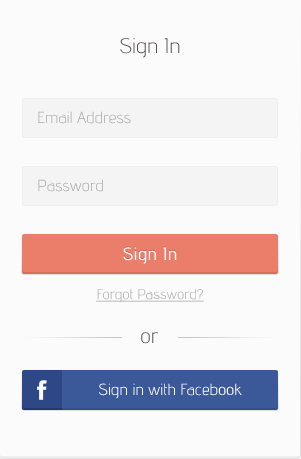 Sign In
Email Address
Password
Sign In
Forgot Password?
or
f Sign in with Facebook